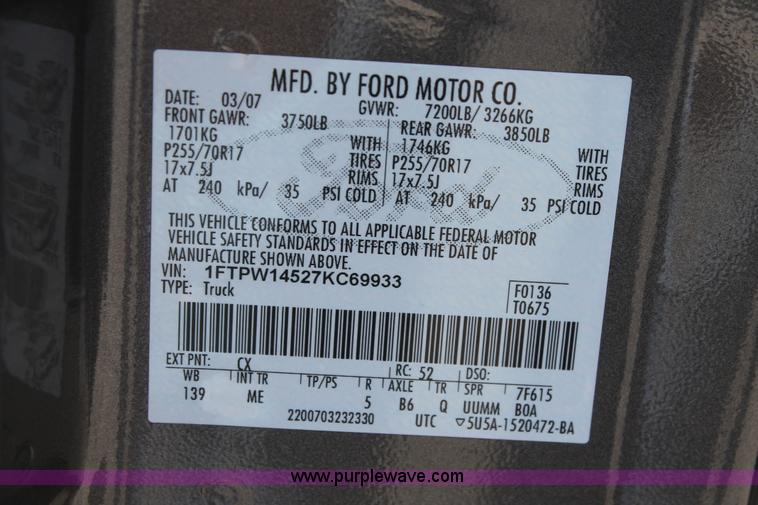 MFD. BY FORD MOTOR CO.
DATE: 03/07 GVWR: 7200LB/ 3266KG
FRONT GAWR: 3750LB REAR GAWR: 3850LB
1701KG WITH 1746KG WITH
P255/70R17 TIRES P255/70R17 TIRES
17x7.5J RIMS 17x7.5J RIMS
AT 240 kPa/ 35 PSI COLD AT 240 kPa/ 35 PSI COLD
Ford
THIS VEHICLE CONFORMS TO ALL APPLICABLE FEDERAL MOTOR
VEHICLE SAFETY STANDARDS IN EFFECT ON THE DATE OF
MANUFACTURE SHOWN ABOVE.
VIN: 1FTPW14527KC69933 F0136
TYPE: Truck T0675
EXT PNT: CX RC: 52 DSO:
WB INT TR TP/PS R AXLE TR SPR 7F615
139 ME 5 B6 Q UUMM BOA
2200703232330 UTC ▽5U5A-1520472-BA
www.purplewave.com